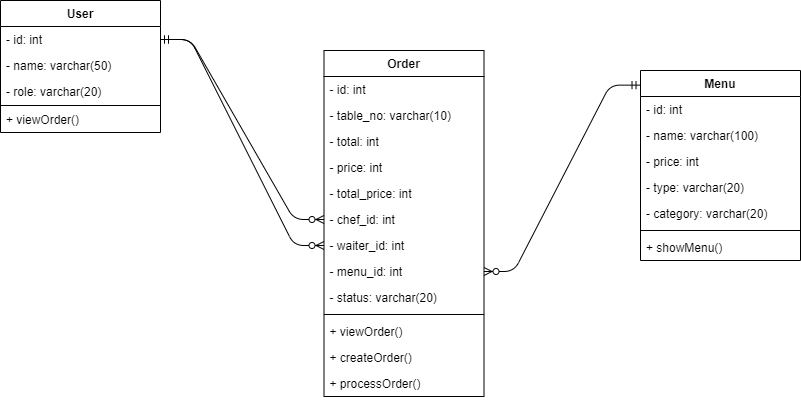 User
- id: int
- name: varchar(50)
- role: varchar(20)
+ viewOrder()
Order
- id: int
- table_no: varchar(10)
- total: int
- price: int
- total_price: int
- chef_id: int
- waiter_id: int
- menu_id: int
- status: varchar(20)
+ viewOrder()
+ createOrder()
+ processOrder()
Menu
- id: int
- name: varchar(100)
- price: int
- type: varchar(20)
- category: varchar(20)
+ showMenu()